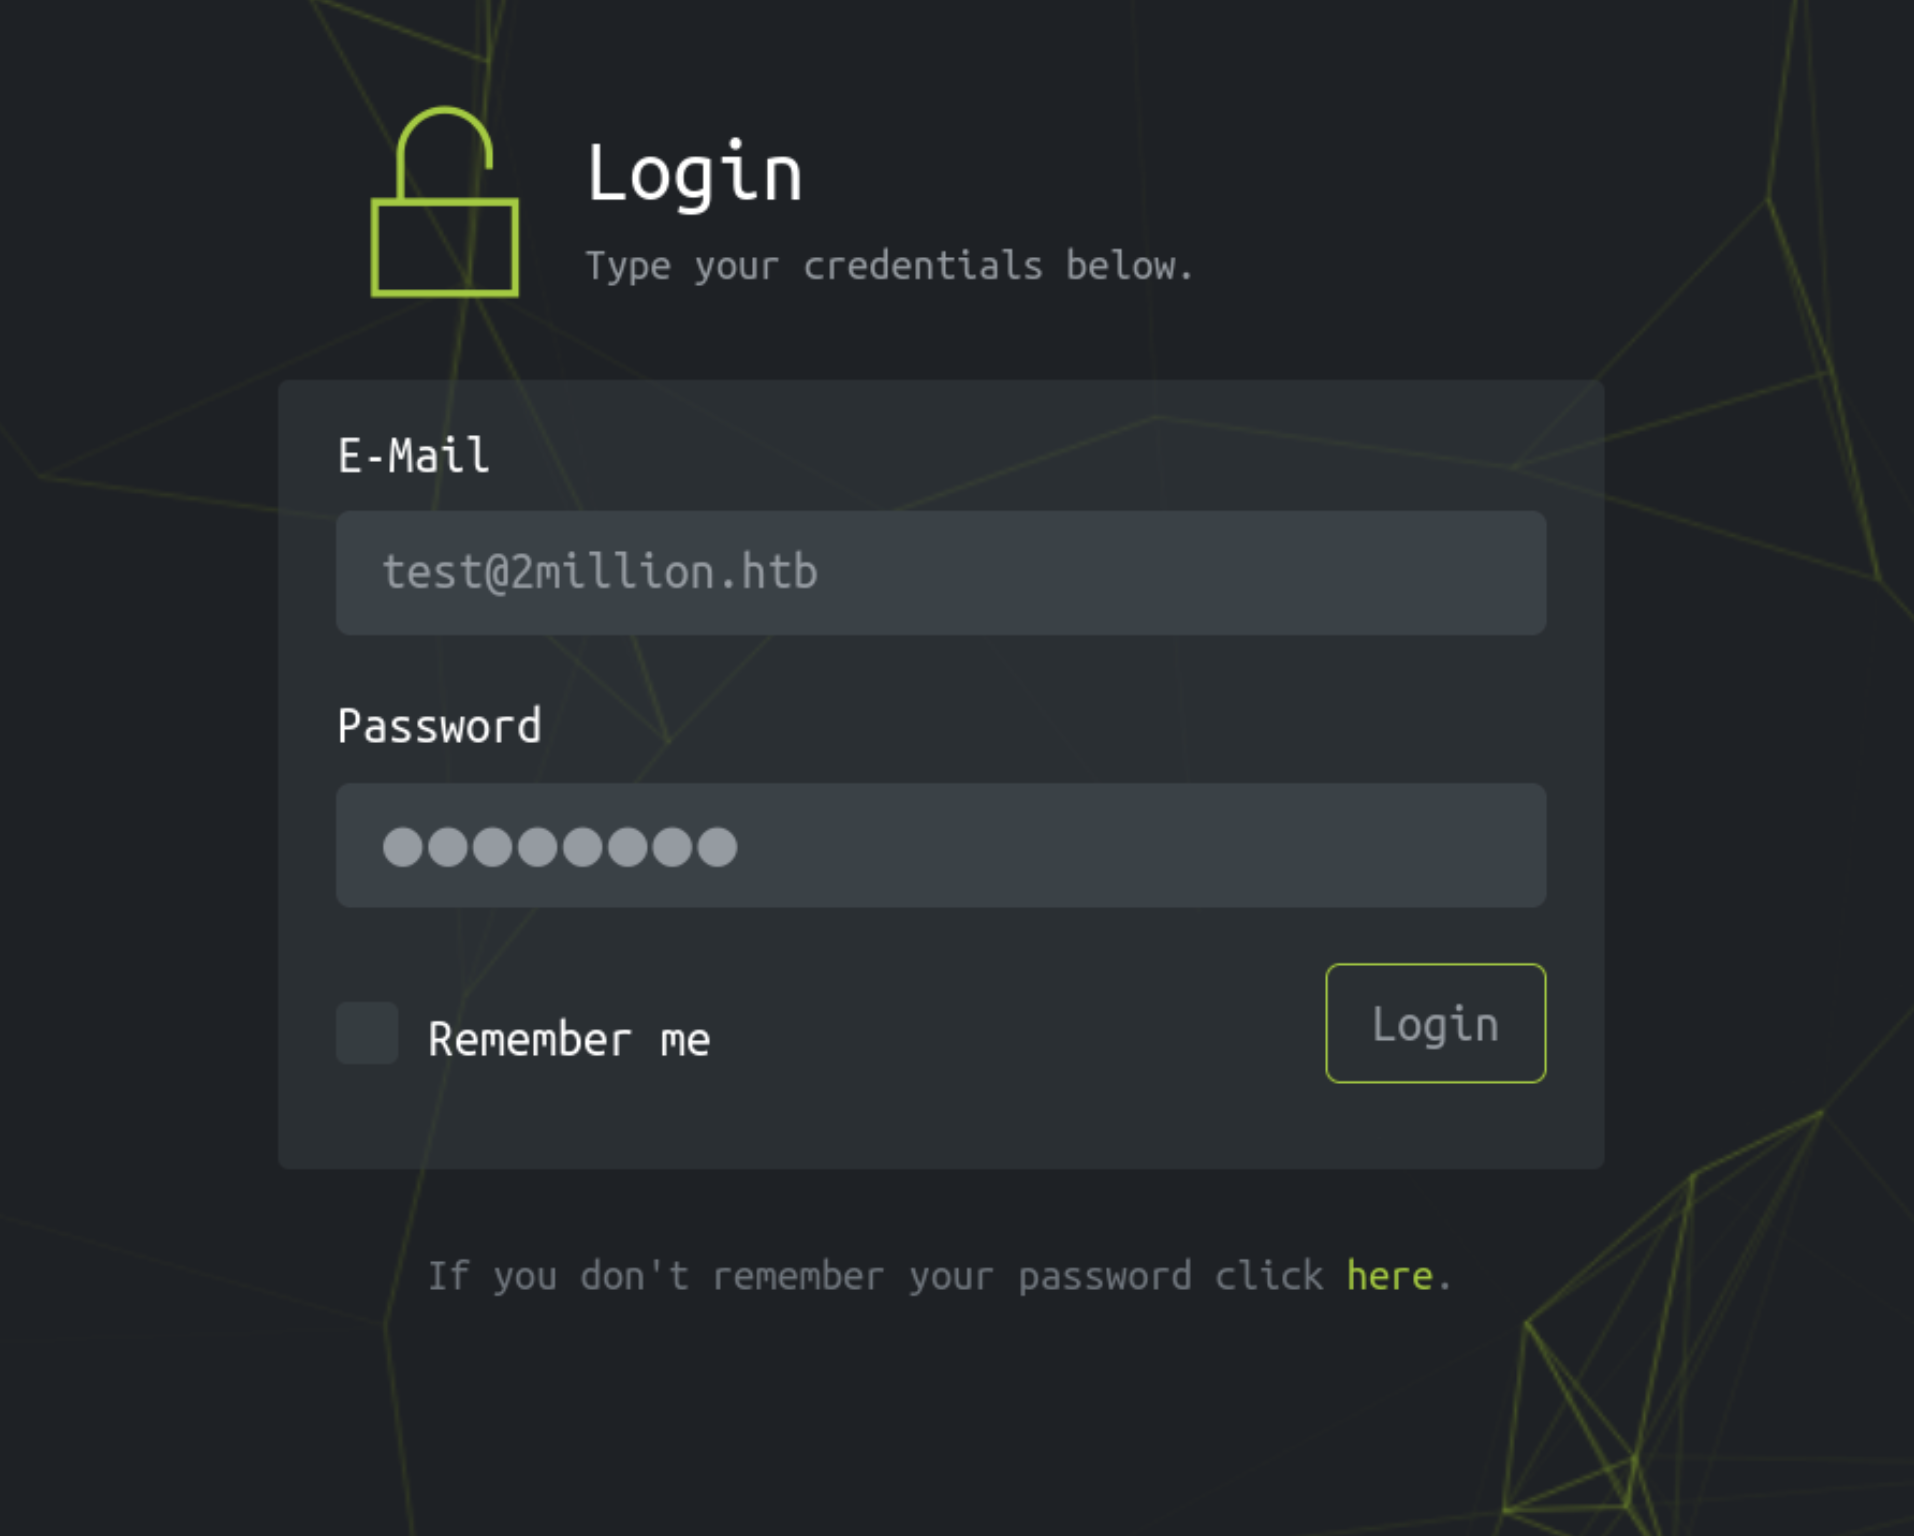 Login
Type your credentials below.
E-Mail
test@2million.htb
Password
●●●●●●●●
Remember me
Login
If you don't remember your password click here.